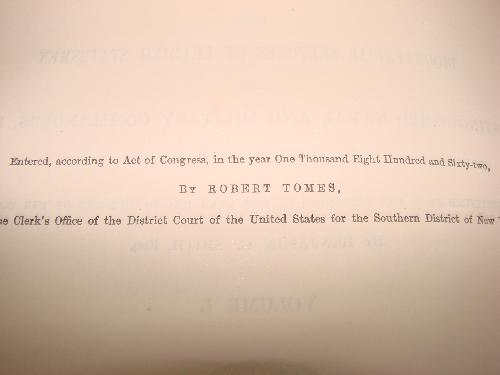 Entered, according to Act of Congress, in the year One Thousand Eight Hundred and Sixty-two,
By ROBERT TOMES,
Clerk's Office of the District Court of the United States for the Southern District of New